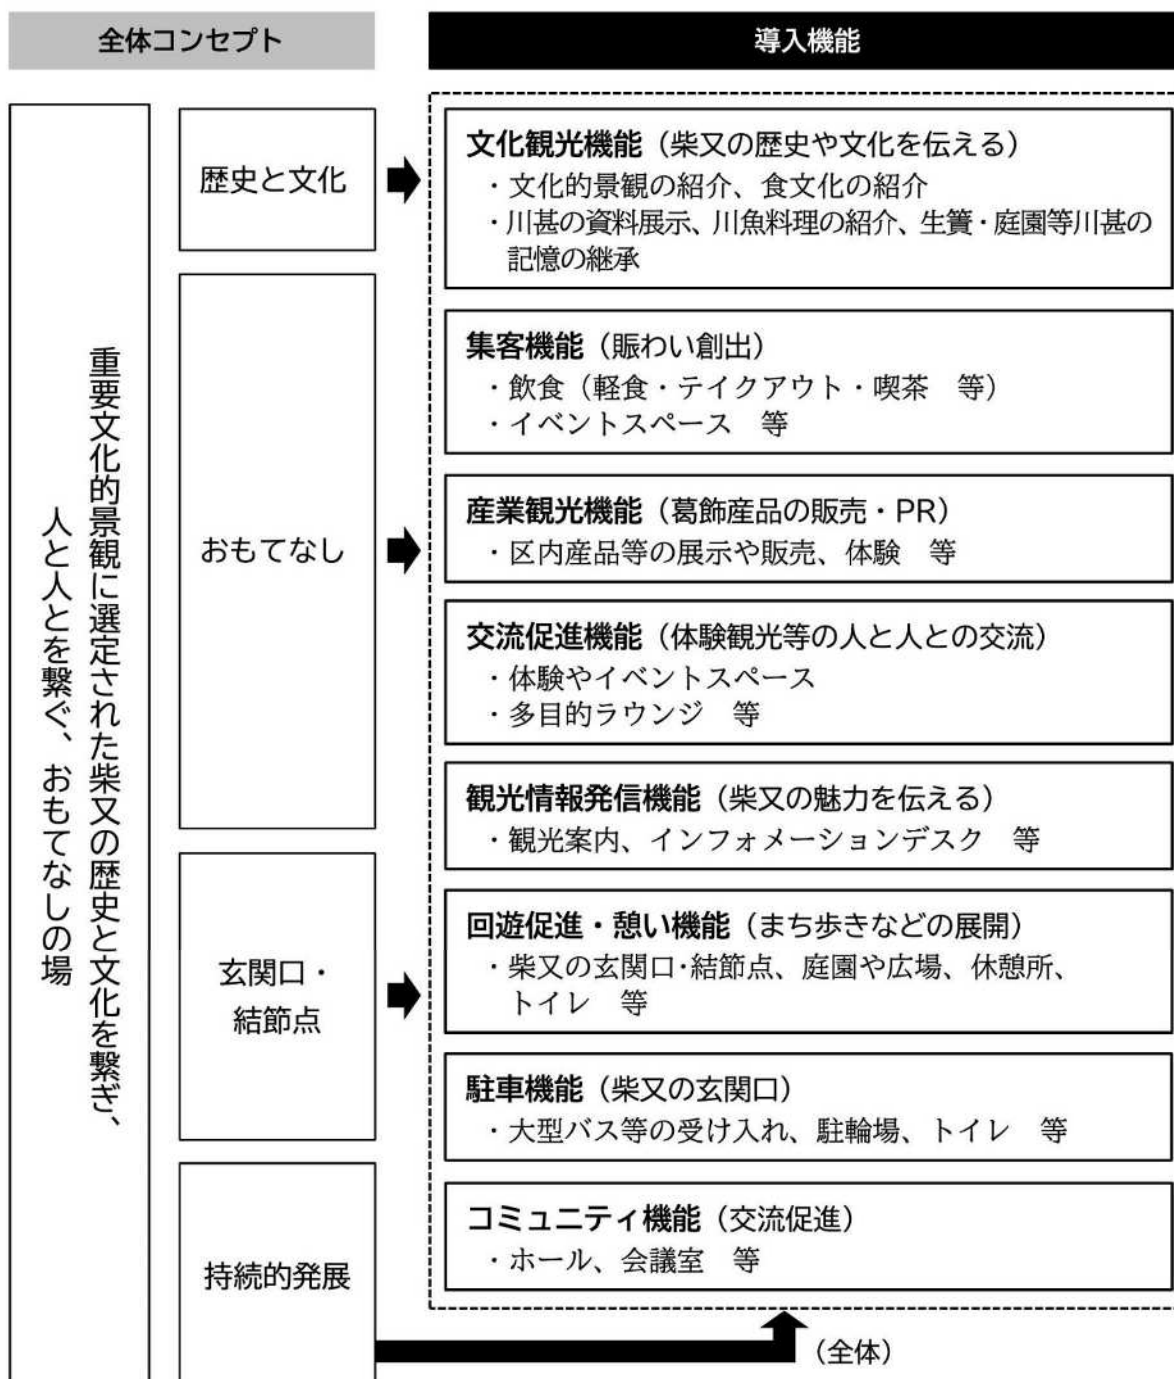 全体コンセプト
導入機能
重要文化的景観に選定された柴又の歴史と文化を繋ぎ、
人と人とを繋ぐ、おもてなしの場
歴史と文化
文化観光機能（柴又の歴史や文化を伝える）
・文化的景観の紹介、食文化の紹介
・川甚の資料展示、川魚料理の紹介、生簀・庭園等川甚の
記憶の継承
おもてなし
集客機能（賑わい創出）
・飲食（軽食・テイクアウト・喫茶　等）
・イベントスペース　等
産業観光機能（葛飾産品の販売・PR）
・区内産品等の展示や販売、体験　等
交流促進機能（体験観光等の人と人との交流）
・体験やイベントスペース
・多目的ラウンジ　等
観光情報発信機能（柴又の魅力を伝える）
・観光案内、インフォメーションデスク　等
玄関口・
結節点
回遊促進・憩い機能（まち歩きなどの展開）
・柴又の玄関口・結節点、庭園や広場、休憩所、
トイレ　等
駐車機能（柴又の玄関口）
・大型バス等の受け入れ、駐輪場、トイレ　等
持続的発展
コミュニティ機能（交流促進）
・ホール、会議室　等
（全体）